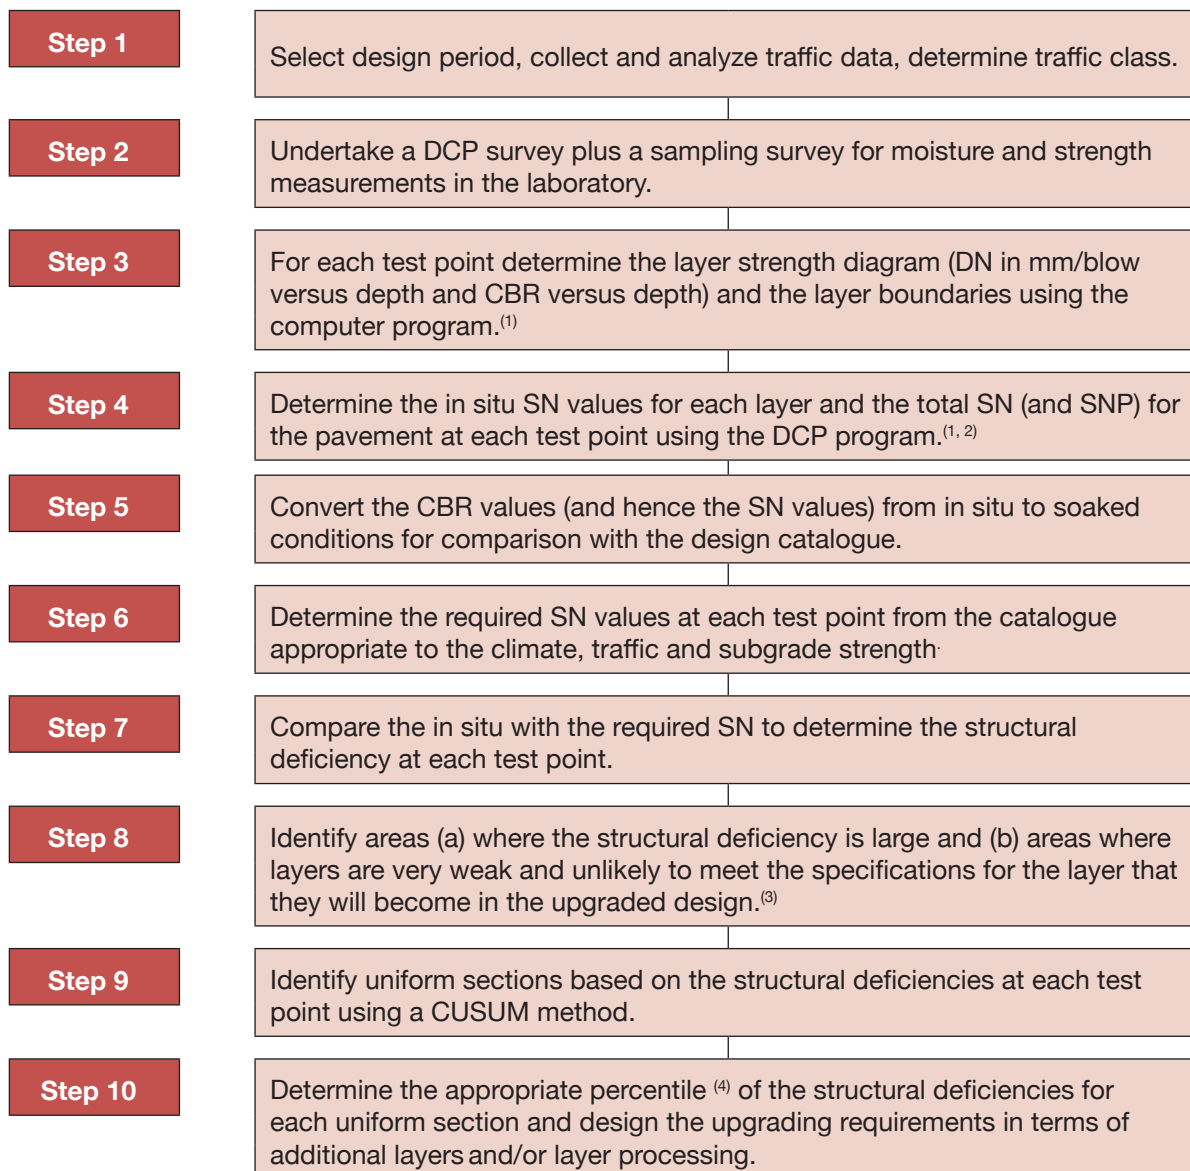 Step 1
Select design period, collect and analyze traffic data, determine traffic class.
Step 2
Undertake a DCP survey plus a sampling survey for moisture and strength
measurements in the laboratory.
Step 3
For each test point determine the layer strength diagram (DN in mm/blow
versus depth and CBR versus depth) and the layer boundaries using the
computer program.(1)
Step 4
Determine the in situ SN values for each layer and the total SN (and SNP) for
the pavement at each test point using the DCP program.(1, 2)
Step 5
Convert the CBR values (and hence the SN values) from in situ to soaked
conditions for comparison with the design catalogue.
Step 6
Determine the required SN values at each test point from the catalogue
appropriate to the climate, traffic and subgrade strength.
Step 7
Compare the in situ with the required SN to determine the structural
deficiency at each test point.
Step 8
Identify areas (a) where the structural deficiency is large and (b) areas where
layers are very weak and unlikely to meet the specifications for the layer that
they will become in the upgraded design.(3)
Step 9
Identify uniform sections based on the structural deficiencies at each test
point using a CUSUM method.
Step 10
Determine the appropriate percentile (4) of the structural deficiencies for
each uniform section and design the upgrading requirements in terms of
additional layers and/or layer processing.